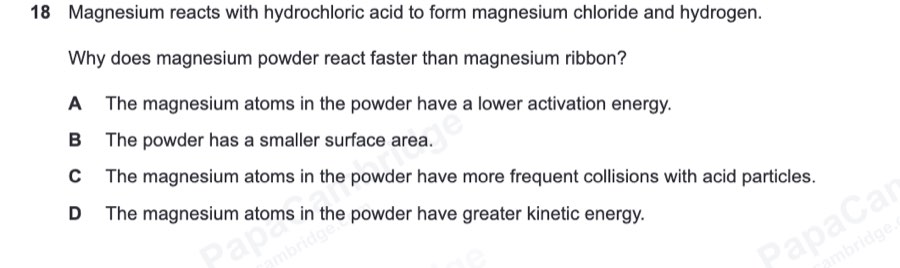 18 Magnesium reacts with hydrochloric acid to form magnesium chloride and hydrogen.
Why does magnesium powder react faster than magnesium ribbon?
A The magnesium atoms in the powder have a lower activation energy.
B The powder has a smaller surface area.
C The magnesium atoms in the powder have more frequent collisions with acid particles.
D The magnesium atoms in the powder have greater kinetic energy.